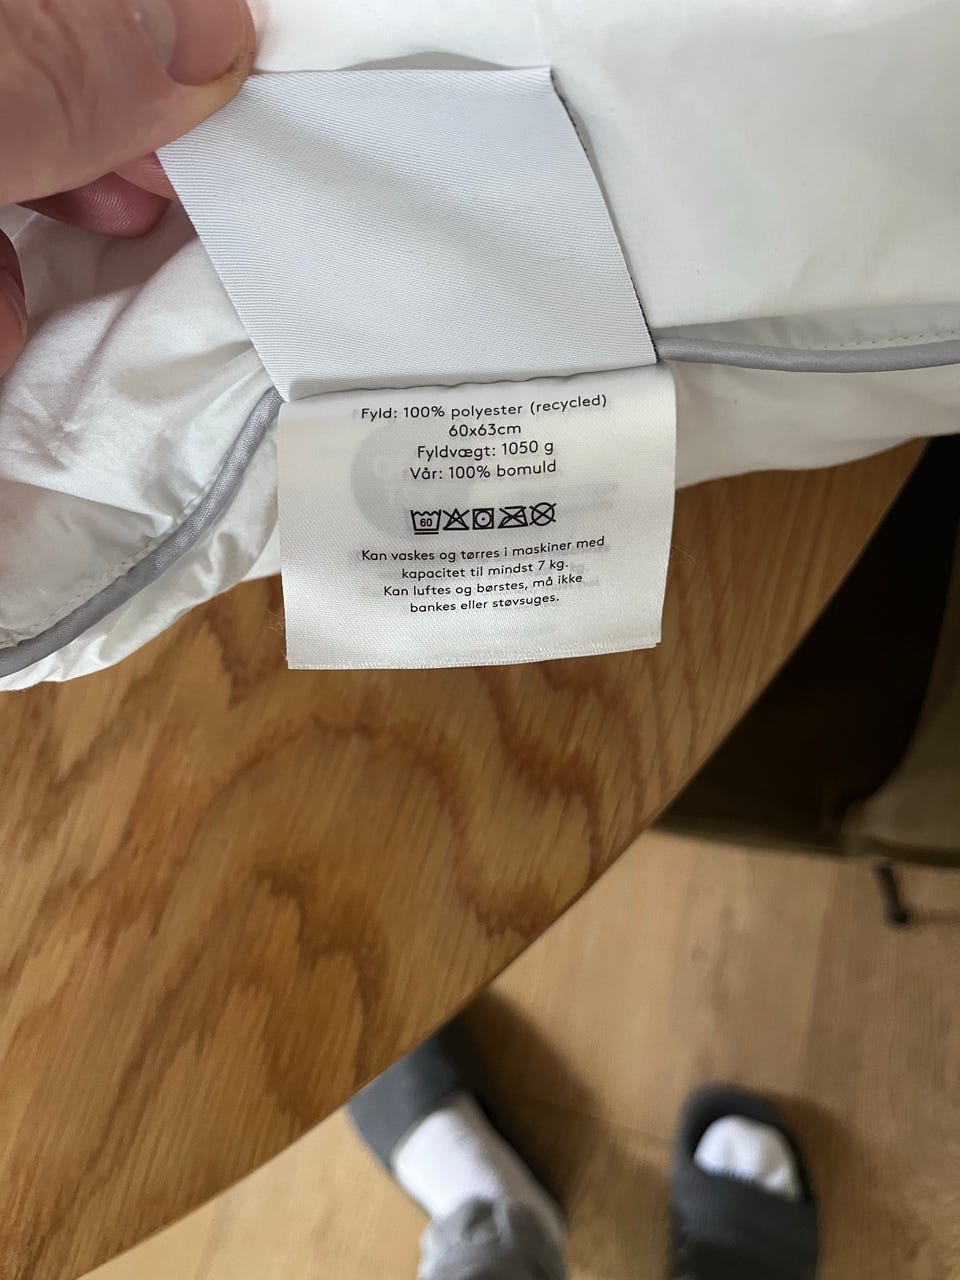 Fyld: 100% polyester (recycled)
60x63cm
Fyldvægt: 1050 g
Vår: 100% bomuld
60
Kan vaskes og tørres i maskiner med
kapacitet til mindst 7 kg.
Kan luftes og børstes, må ikke
bankes eller støvsuges.